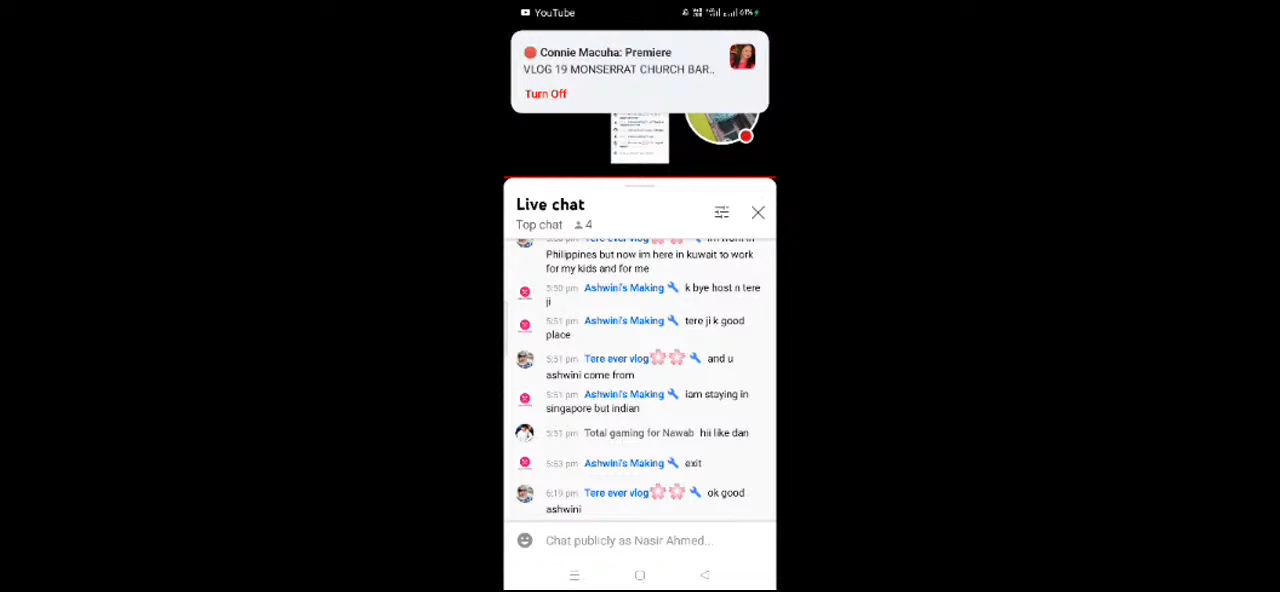 YouTube
61%
Connie Macuha: Premiere
VLOG 19 MONSERRAT CHURCH BAR..
Turn Off
Live chat
Top chat 4
Tere ever vlog
Philippines but now im here in kuwait to work
for my kids and for me
5:50 pm Ashwini's Making k bye host n tere
ji
5:51 pm Ashwini's Making tere ji k good
place
5:51 pm Tere ever vlog and u
ashwini come from
5:51 pm Ashwini's Making iam staying in
singapore but indian
5:51 pm Total gaming for Nawab hii like dan
5:53 pm Ashwini's Making exit
6:19 pm Tere ever vlog ok good
ashwini
Chat publicly as Nasir Ahmed...